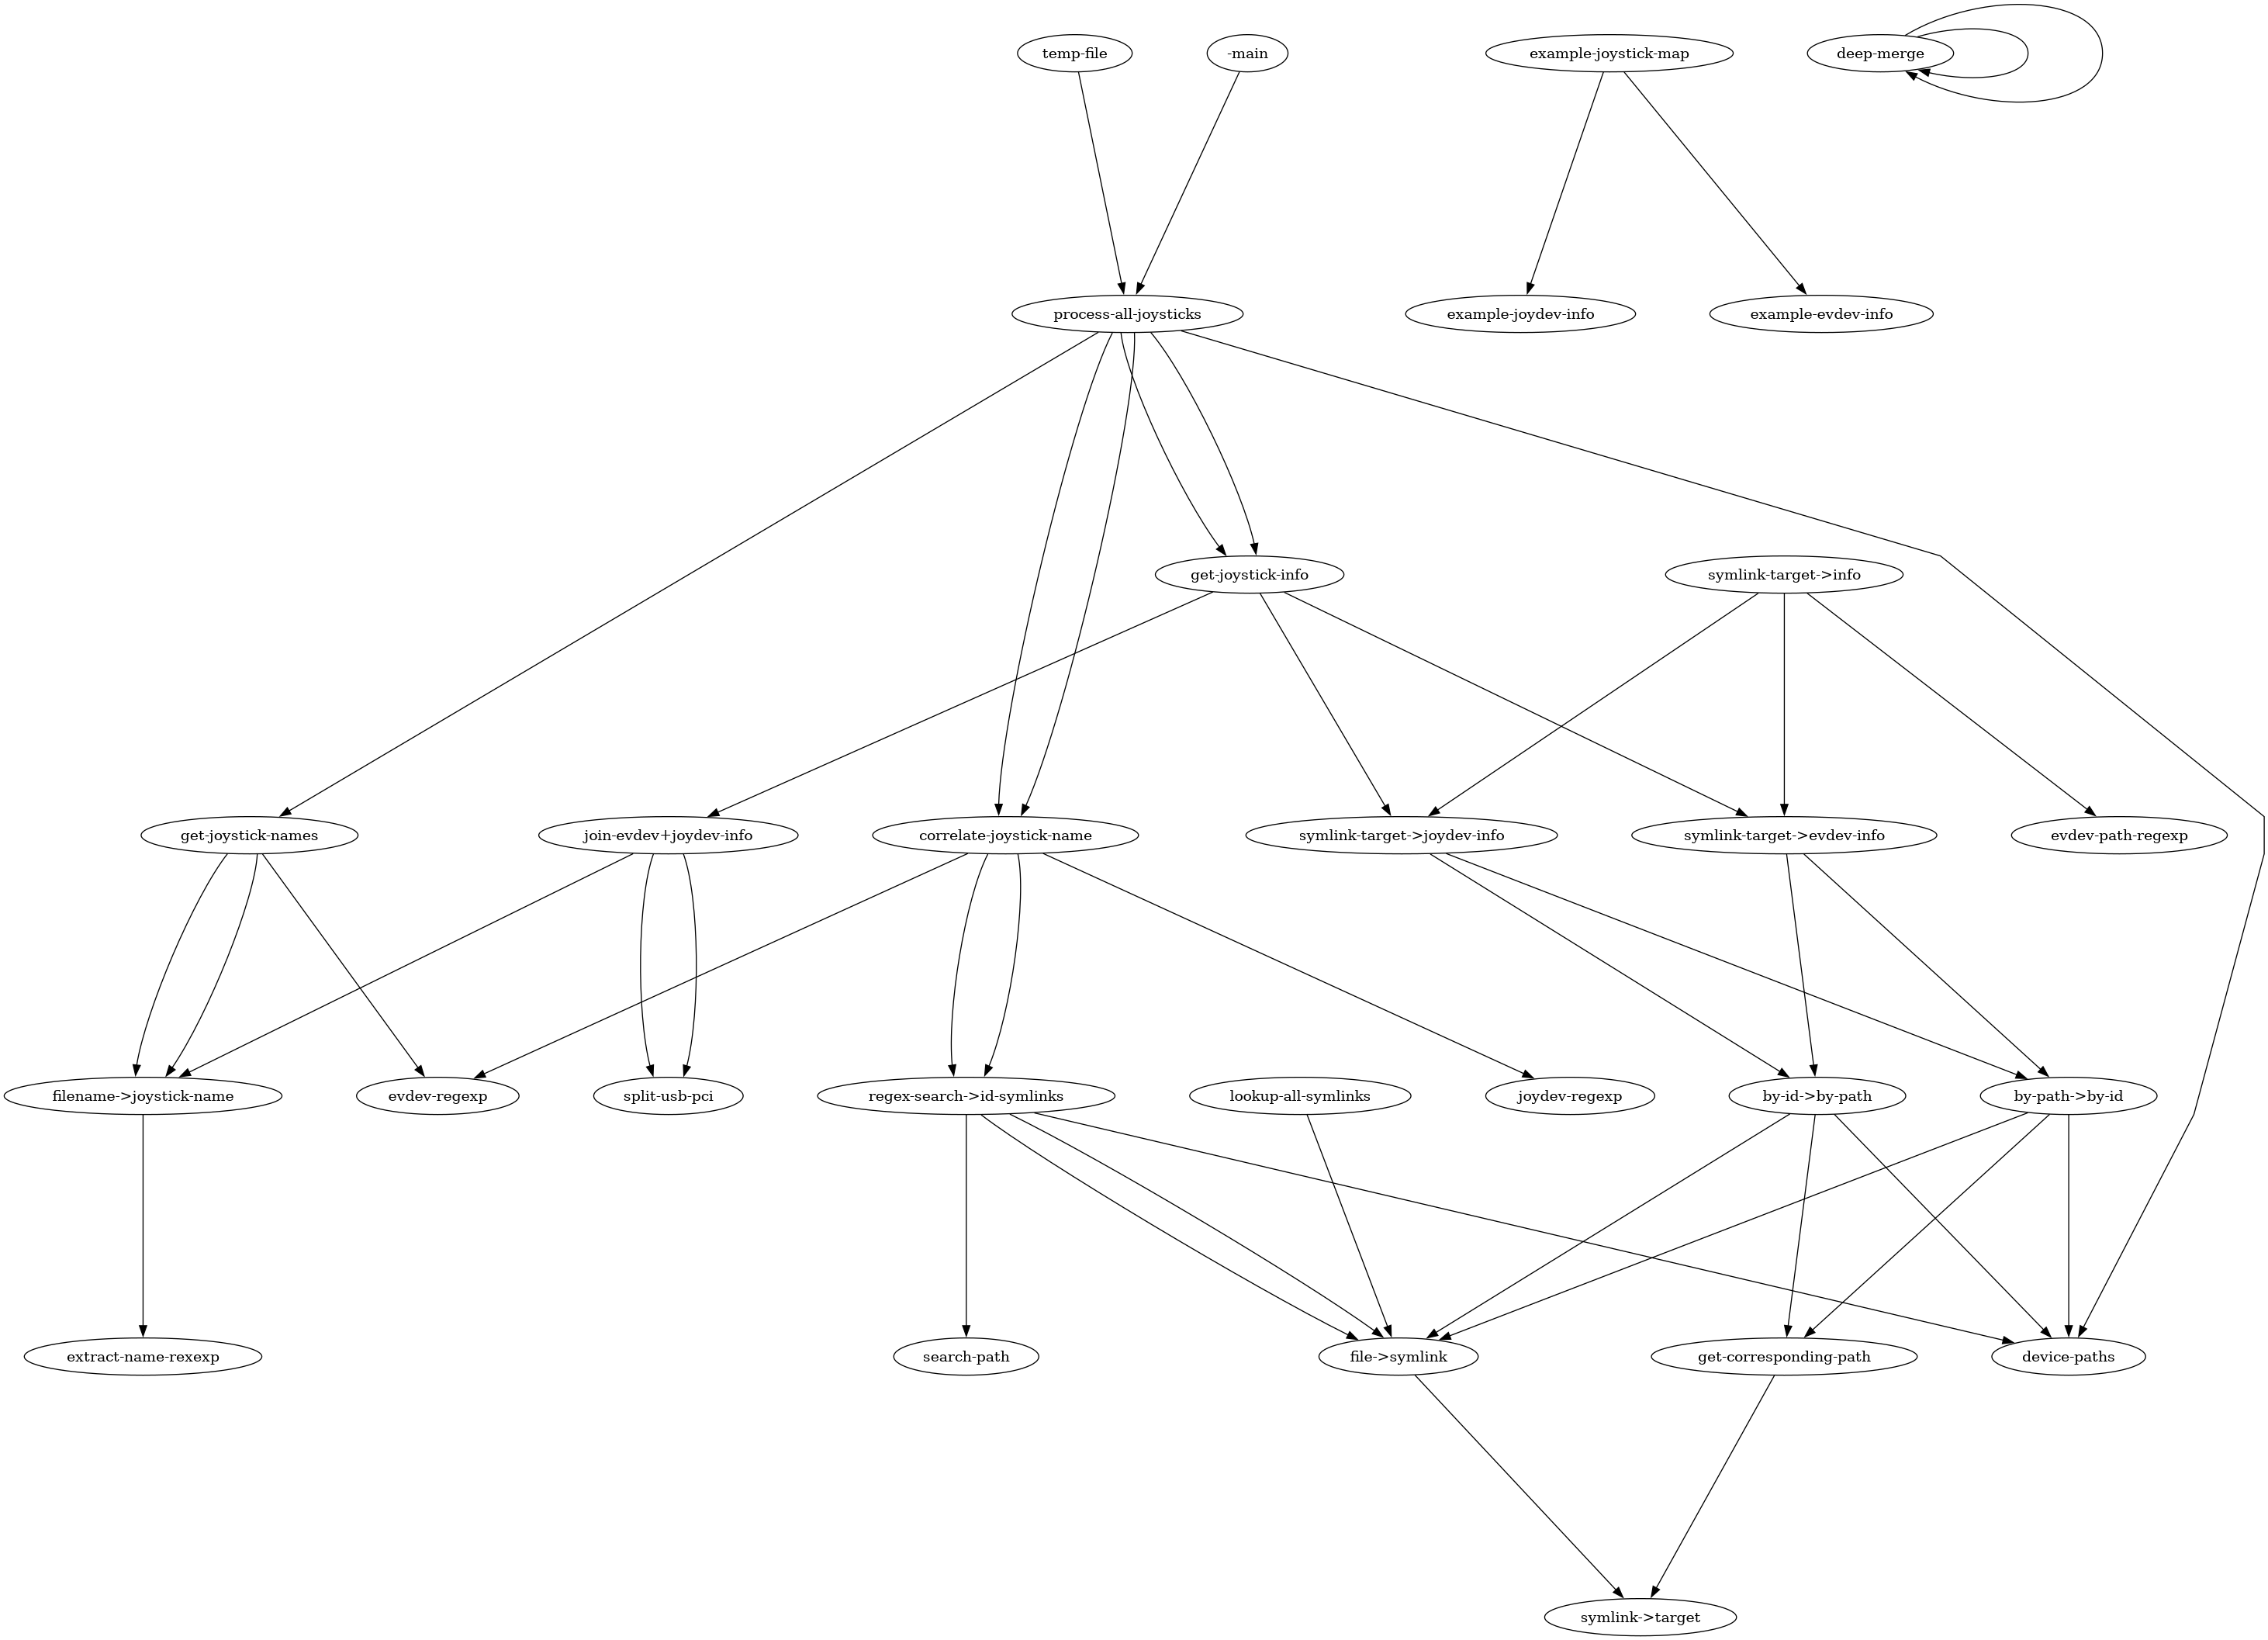 temp-file
-main
example-joystick-map
deep-merge
process-all-joysticks
example-joydev-info
example-evdev-info
get-joystick-info
symlink-target->info
get-joystick-names
join-evdev+joydev-info
correlate-joystick-name
symlink-target->joydev-info
symlink-target->evdev-info
evdev-path-regexp
filename->joystick-name
evdev-regexp
split-usb-pci
regex-search->id-symlinks
lookup-all-symlinks
joydev-regexp
by-id->by-path
by-path->by-id
extract-name-rexexp
search-path
file->symlink
get-corresponding-path
device-paths
symlink->target